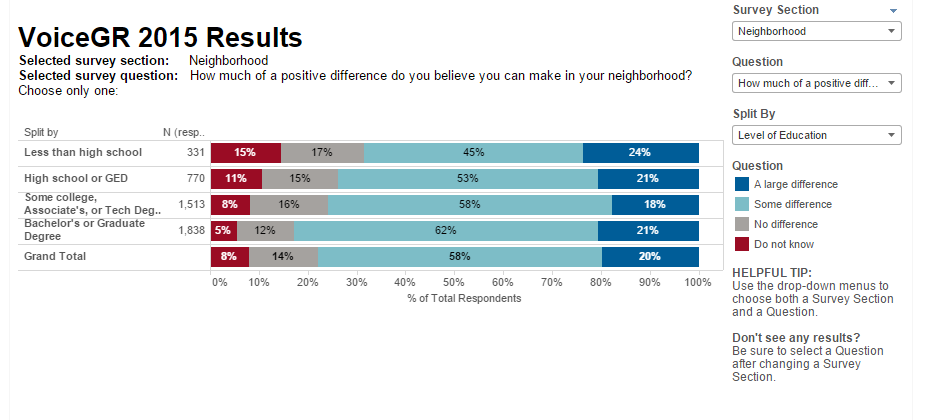 VoiceGR 2015 Results
Selected survey section: Neighborhood
Selected survey question: How much of a positive difference do you believe you can make in your neighborhood?
Choose only one:
Split by N (resp..
Less than high school 331 15% 17% 45% 24%
High school or GED 770 11% 15% 53% 21%
Some college,
Associate's, or Tech Deg.. 1,513 8% 16% 58% 18%
Bachelor's or Graduate
Degree 1,838 5% 12% 62% 21%
Grand Total 8% 14% 58% 20%
0% 10% 20% 30% 40% 50% 60% 70% 80% 90% 100%
% of Total Respondents
Survey Section
Neighborhood
Question
How much of a positive diff...
Split By
Level of Education
Question
A large difference
Some difference
No difference
Do not know
HELPFUL TIP:
Use the drop-down menus to
choose both a Survey Section
and a Question.
Don't see any results?
Be sure to select a Question
after changing a Survey
Section.